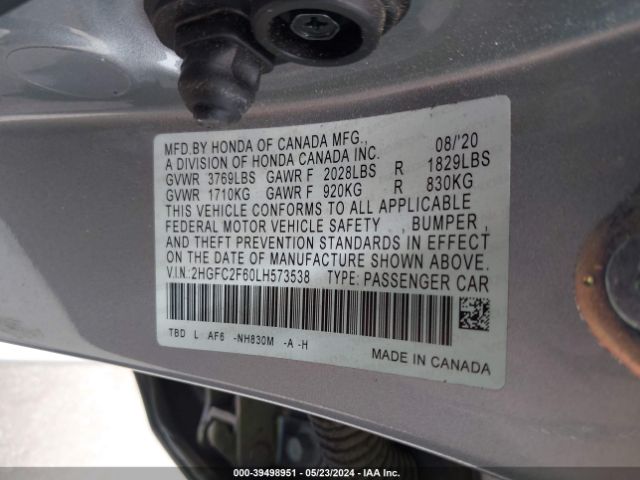 MFD.BY HONDA OF CANADA MFG., 08/'20
A DIVISION OF HONDA CANADA INC.
GVWR 3769LBS GAWR F 2028LBS R 1829LBS
GVWR 1710KG GAWR F 920KG R 830KG
THIS VEHICLE CONFORMS TO ALL APPLICABLE
FEDERAL MOTOR VEHICLE SAFETY , BUMPER ,
AND THEFT PREVENTION STANDARDS IN EFFECT
ON THE DATE OF MANUFACTURE SHOWN ABOVE.
V.I.N:2HGFC2F60LH573538 TYPE: PASSENGER CAR
TBD L AF6 -NH830M -A -H
MADE IN CANADA
000-39498951 - 05/23/2024 - IAA Inc.